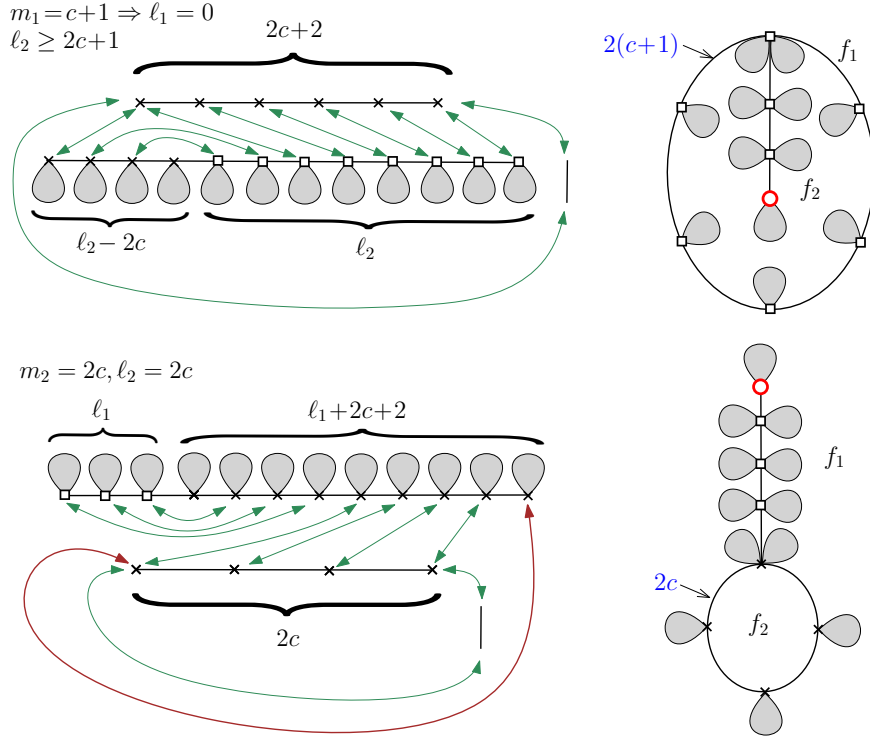 m₁=c+1 ⇒ ℓ₁ = 0
ℓ₂ ≥ 2c+1
2c+2
ℓ₂ − 2c
ℓ₂
2(c+1)
f₁
f₂
m₂ = 2c, ℓ₂ = 2c
ℓ₁
ℓ₁+2c+2
2c
f₁
2c
f₂